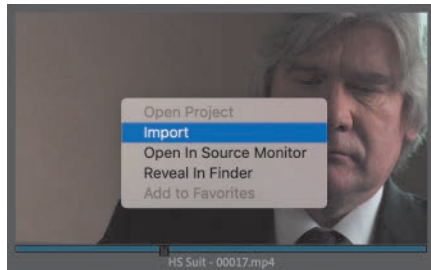 Open Project
Import
Open In Source Monitor
Reveal In Finder
Add to Favorites
HS Suit - 00017.mp4